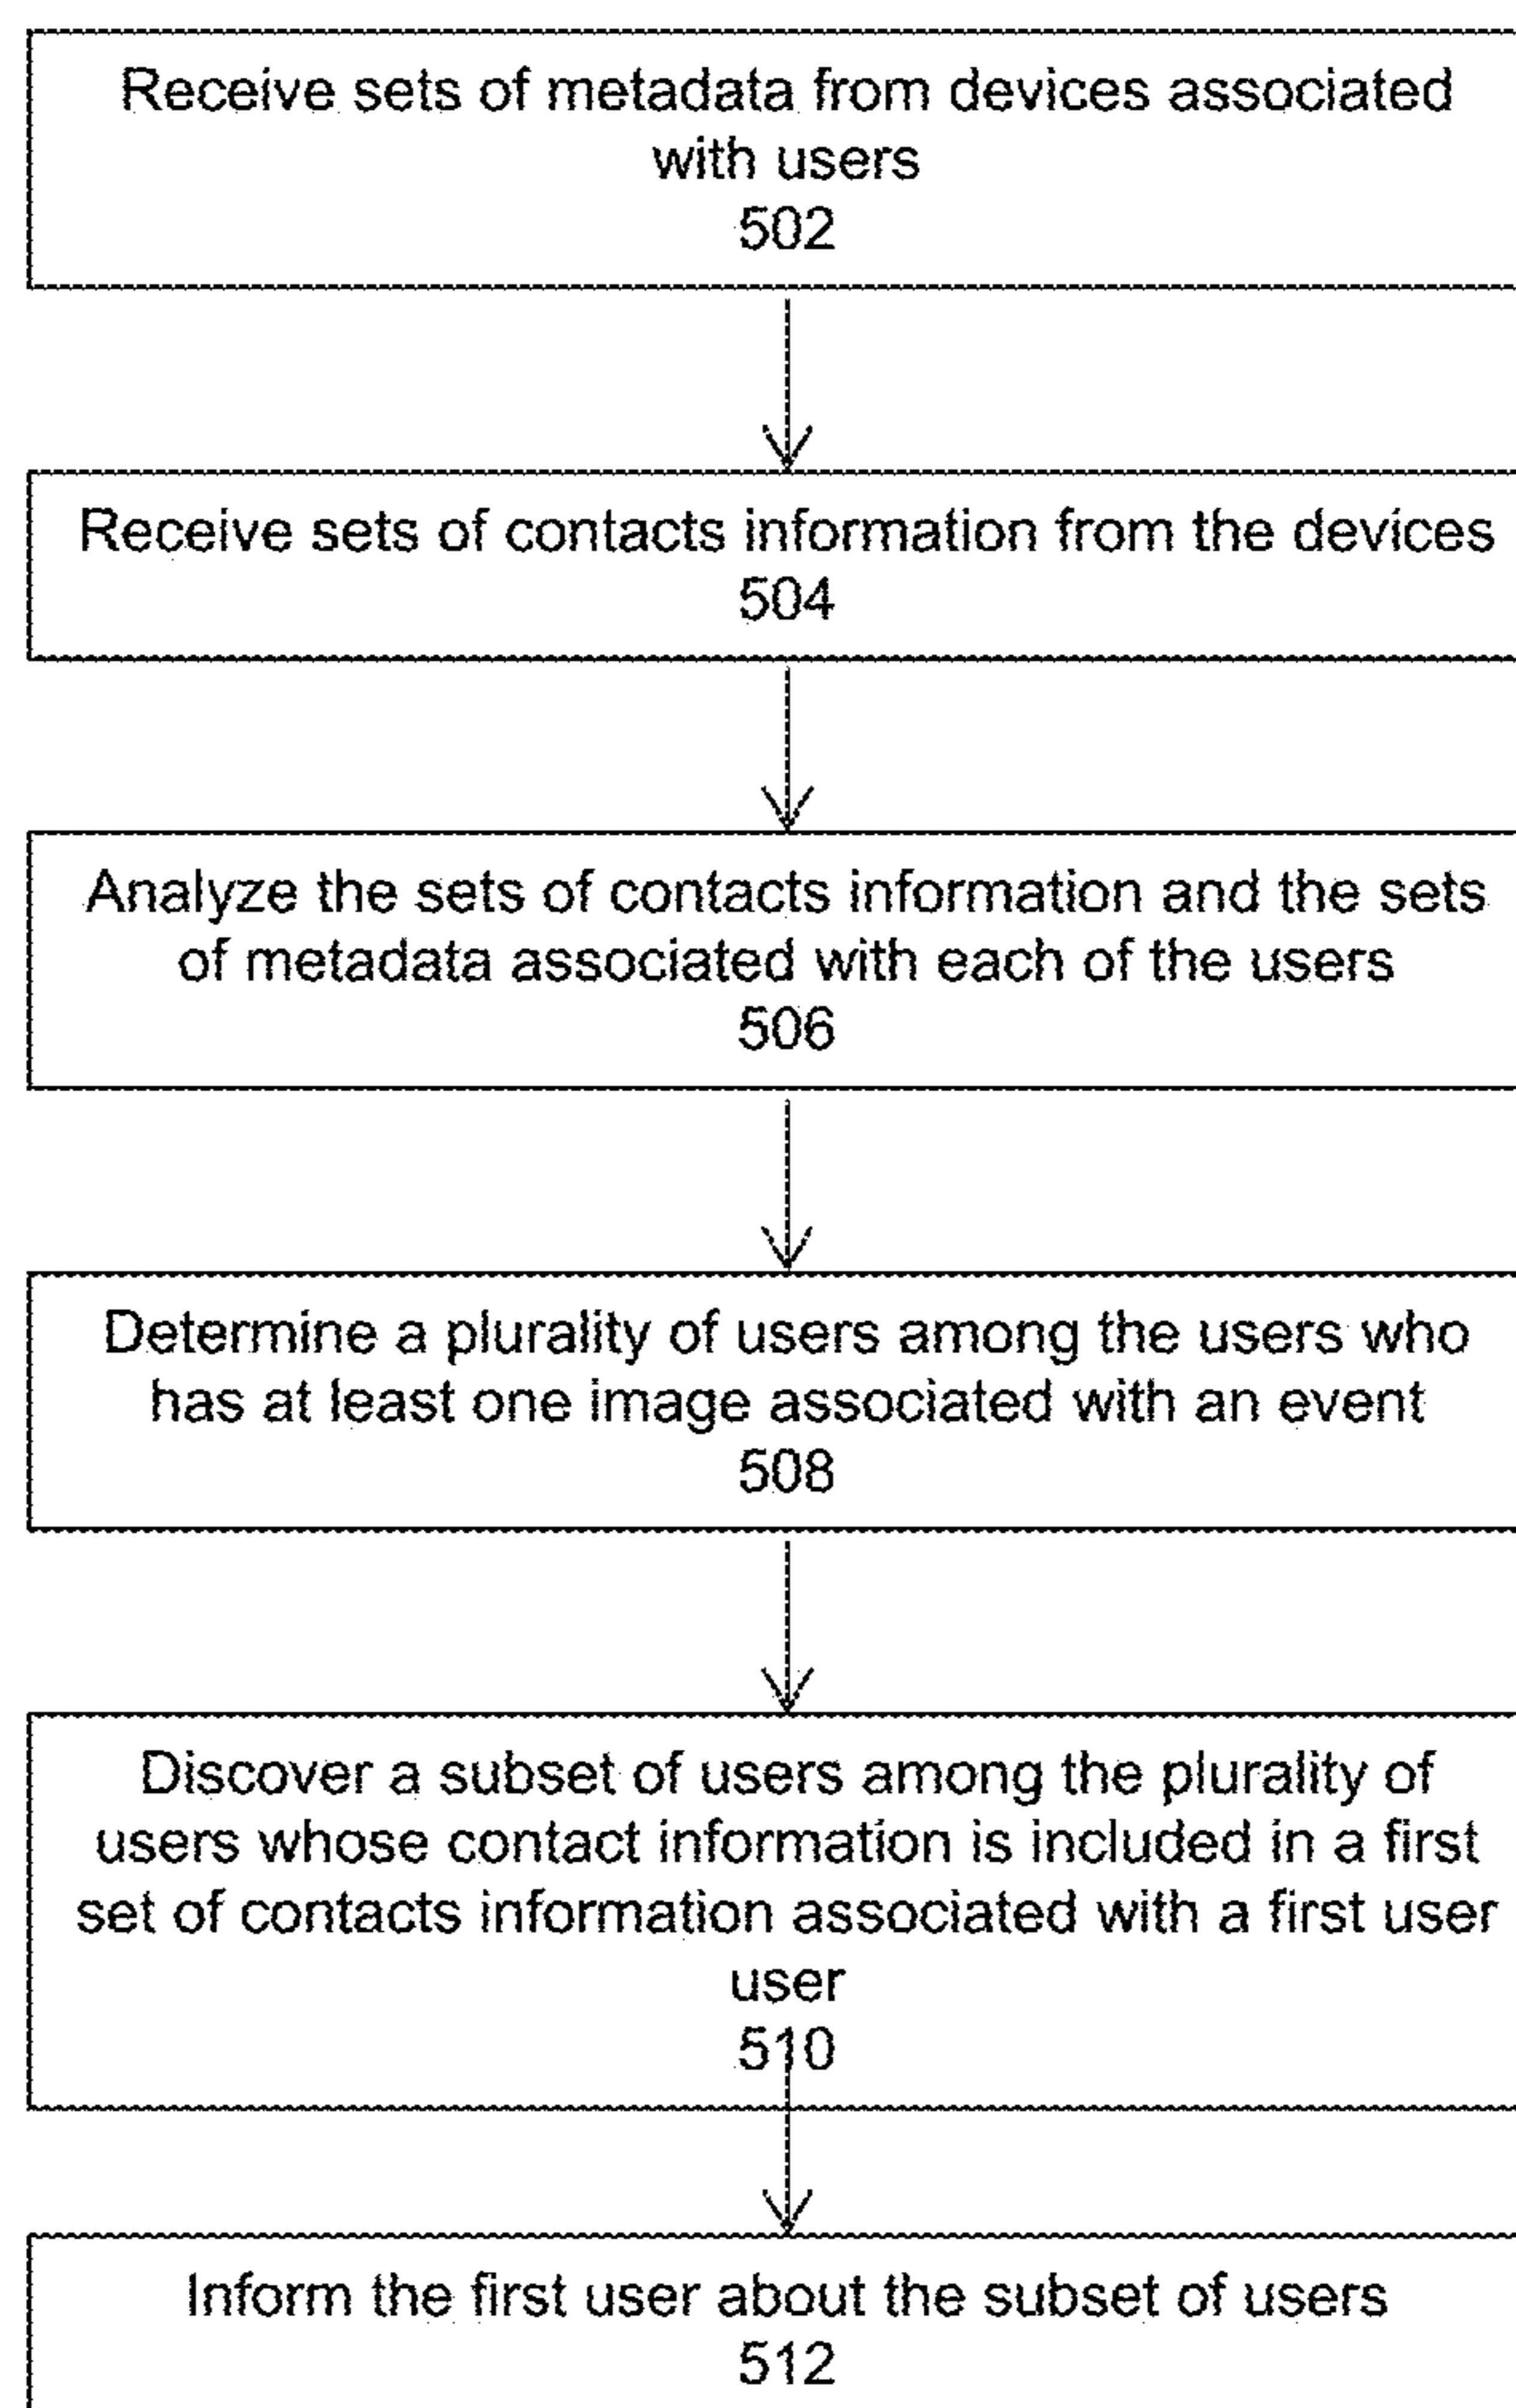 Receive sets of metadata from devices associated
with users
502
Receive sets of contacts information from the devices
504
Analyze the sets of contacts information and the sets
of metadata associated with each of the users
506
Determine a plurality of users among the users who
has at least one image associated with an event
508
Discover a subset of users among the plurality of
users whose contact information is included in a first
set of contacts information associated with a first user
user
510
Inform the first user about the subset of users
512